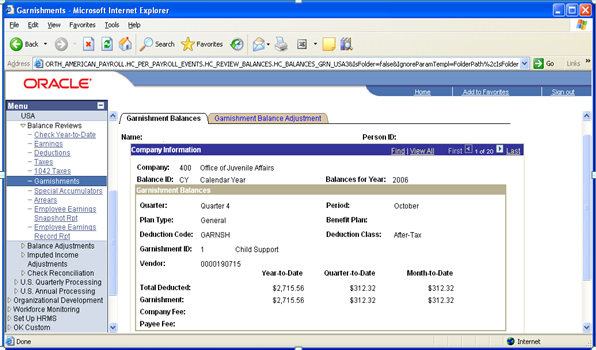 Garnishments - Microsoft Internet Explorer
File Edit View Favorites Tools Help
Back Search Favorites
Address ORTH_AMERICAN_PAYROLL.HC_PER_PAYROLL_EVENTS.HC_REVIEW_BALANCES.HC_BALANCES_GRN_USA3&IsFolder=false&IgnoreParamTempl=FolderPath%2cIsFolder Go Links »
ORACLE
Home Add to Favorites Sign out
Menu
USA
Balance Reviews
Check Year-to-Date
Earnings
Deductions
Taxes
1042 Taxes
Garnishments
Special Accumulators
Arrears
Employee Earnings
Snapshot Rpt
Employee Earnings
Record Rpt
Balance Adjustments
Imputed Income
Adjustments
Check Reconciliation
U.S. Quarterly Processing
U.S. Annual Processing
Organizational Development
Workforce Monitoring
Set Up HRMS
OK Custom
Garnishment Balances Garnishment Balance Adjustment
Name: Person ID:
Company Information Find | View All First 1 of 20 Last
Company: 400 Office of Juvenile Affairs
Balance ID: CY Calendar Year Balances for Year: 2006
Garnishment Balances
Quarter: Quarter 4 Period: October
Plan Type: General Benefit Plan:
Deduction Code: GARNSH Deduction Class: After-Tax
Garnishment ID: 1 Child Support
Vendor: 0000190715
Year-to-Date Quarter-to-Date Month-to-Date
Total Deducted: $2,715.56 $312.32 $312.32
Garnishment: $2,715.56 $312.32 $312.32
Company Fee:
Payee Fee:
Done Internet